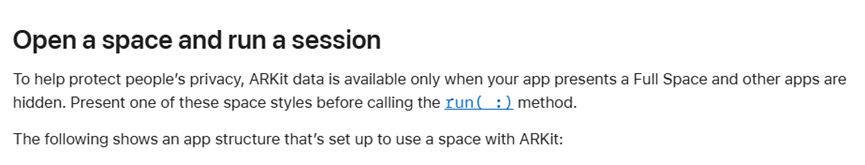 Open a space and run a session
To help protect people's privacy, ARKit data is available only when your app presents a Full Space and other apps are
hidden. Present one of these space styles before calling the run(_:) method.
The following shows an app structure that's set up to use a space with ARKit: